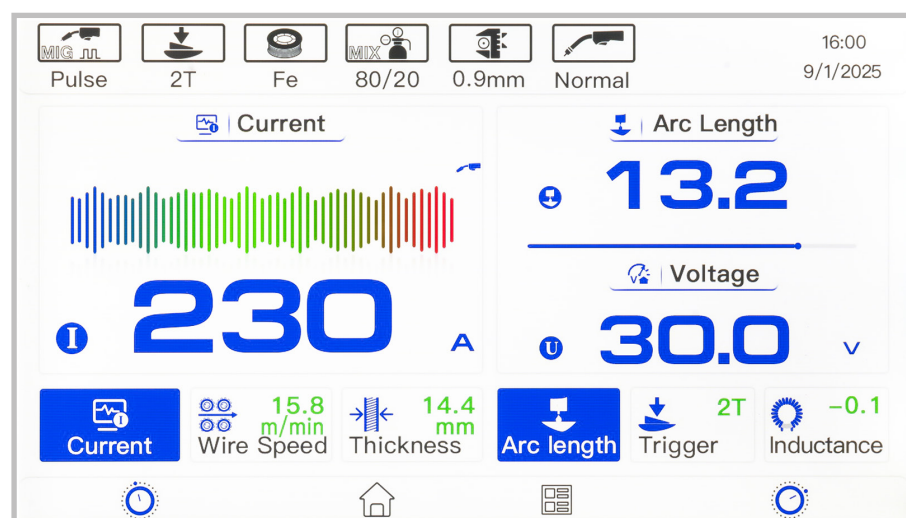 MIG
MIX
Pulse
2T
Fe
80/20
0.9mm
Normal
16:00
9/1/2025
Current
Arc Length
13.2
Voltage
I
230
A
U
30.0
V
I
Current
15.8
m/min
Wire Speed
14.4
mm
Thickness
Arc length
2T
Trigger
-0.1
Inductance